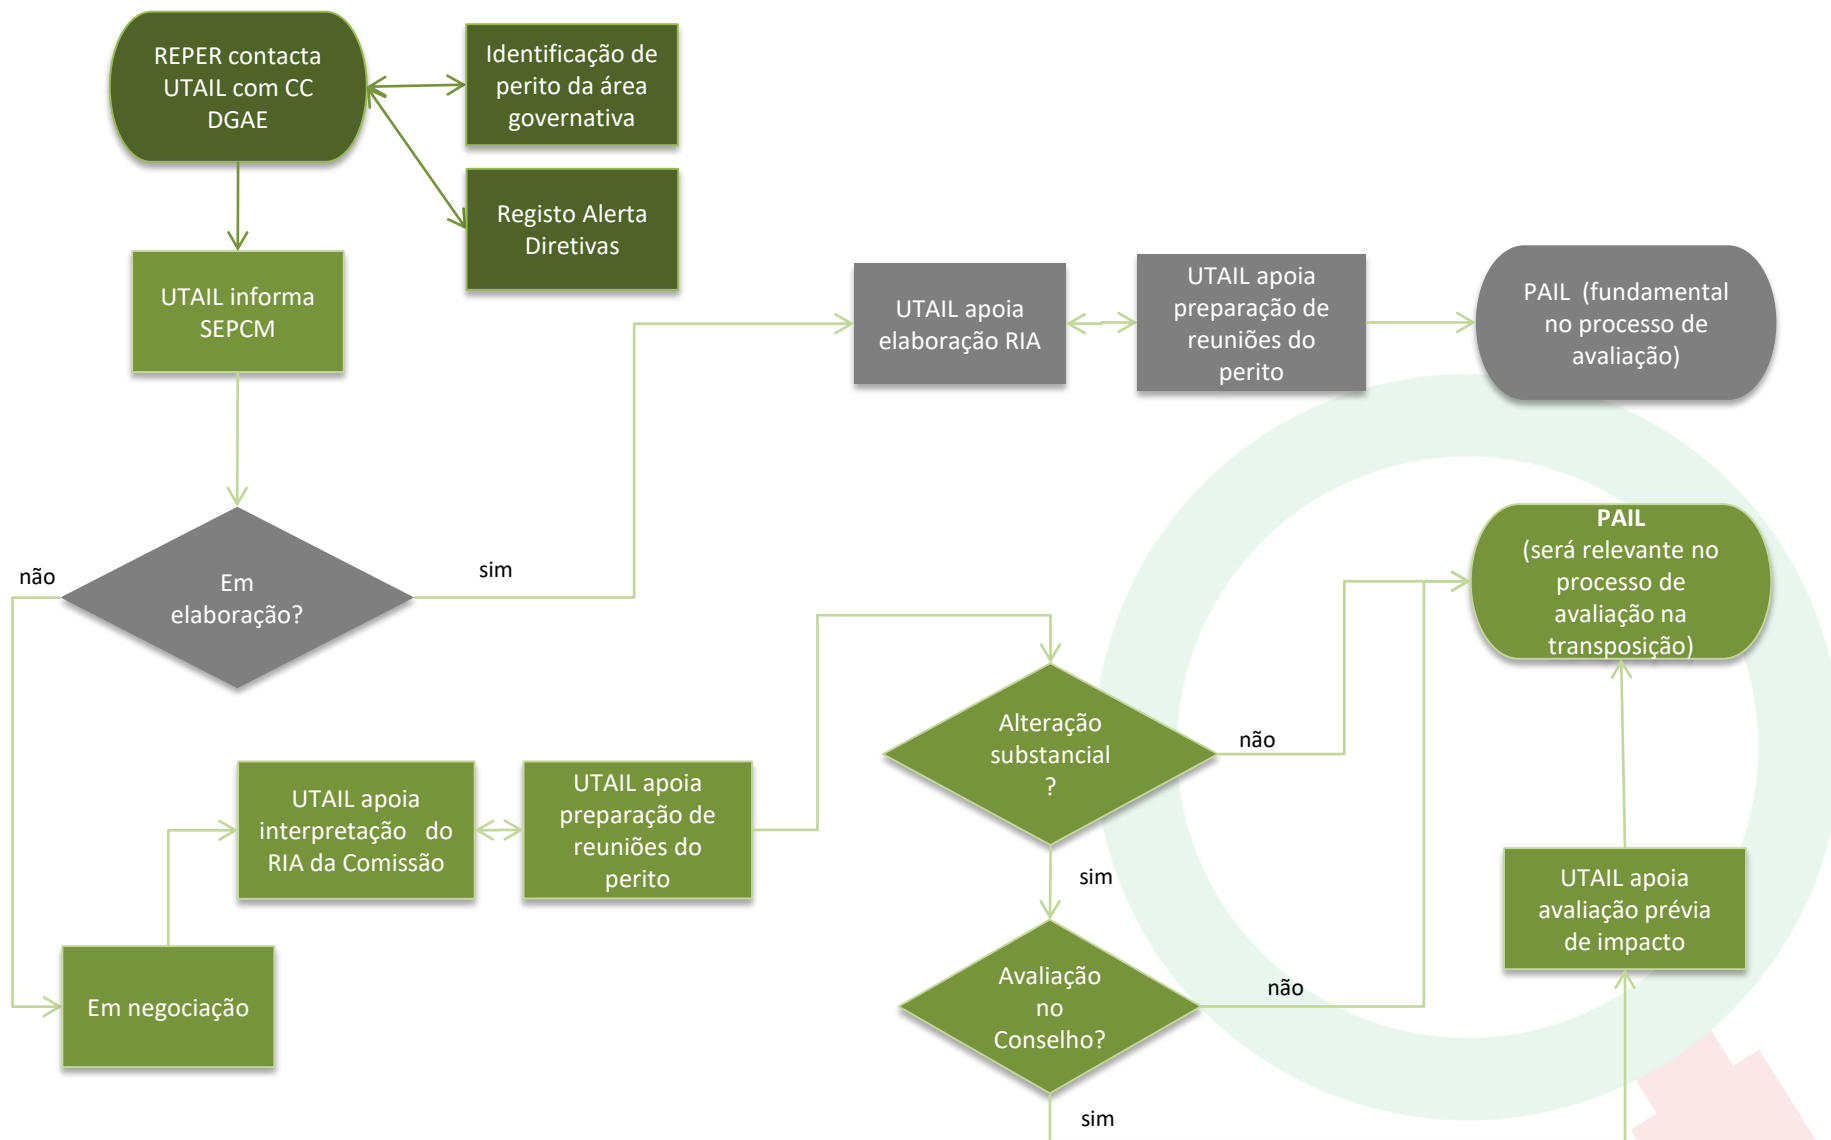 REPER contacta
UTAIL com CC
DGAE
Identificação de
perito da área
governativa
Registo Alerta
Diretivas
UTAIL informa
SEPCM
UTAIL apoia
elaboração RIA
UTAIL apoia
preparação de
reuniões do
perito
PAIL (fundamental
no processo de
avaliação)
Em
elaboração?
não
sim
PAIL
(será relevante no
processo de
avaliação na
transposição)
Alteração
substancial
?
não
sim
UTAIL apoia
interpretação do
RIA da Comissão
UTAIL apoia
preparação de
reuniões do
perito
UTAIL apoia
avaliação prévia
de impacto
Em negociação
Avaliação
no
Conselho?
não
sim